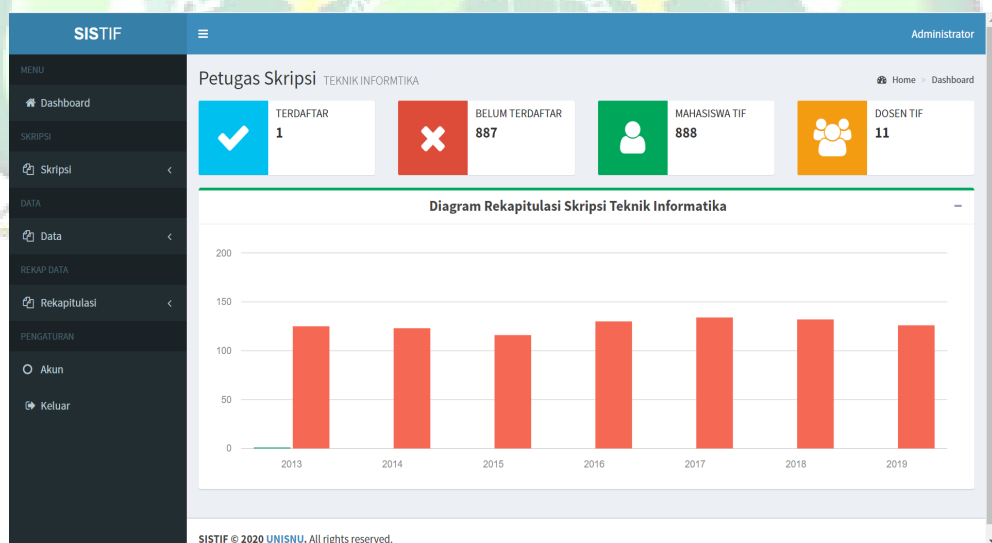 SISTIF
Administrator
MENU
Dashboard
SKRIPSI
Skripsi
DATA
Data
REKAP DATA
Rekapitulasi
PENGATURAN
Akun
Keluar
Petugas Skripsi TEKNIK INFORMTIKA
Home > Dashboard
TERDAFTAR
1
BELUM TERDAFTAR
887
MAHASISWA TIF
888
DOSEN TIF
11
Diagram Rekapitulasi Skripsi Teknik Informatika
200
150
100
50
0
2013 2014 2015 2016 2017 2018 2019
SISTIF © 2020 UNISNU. All rights reserved.